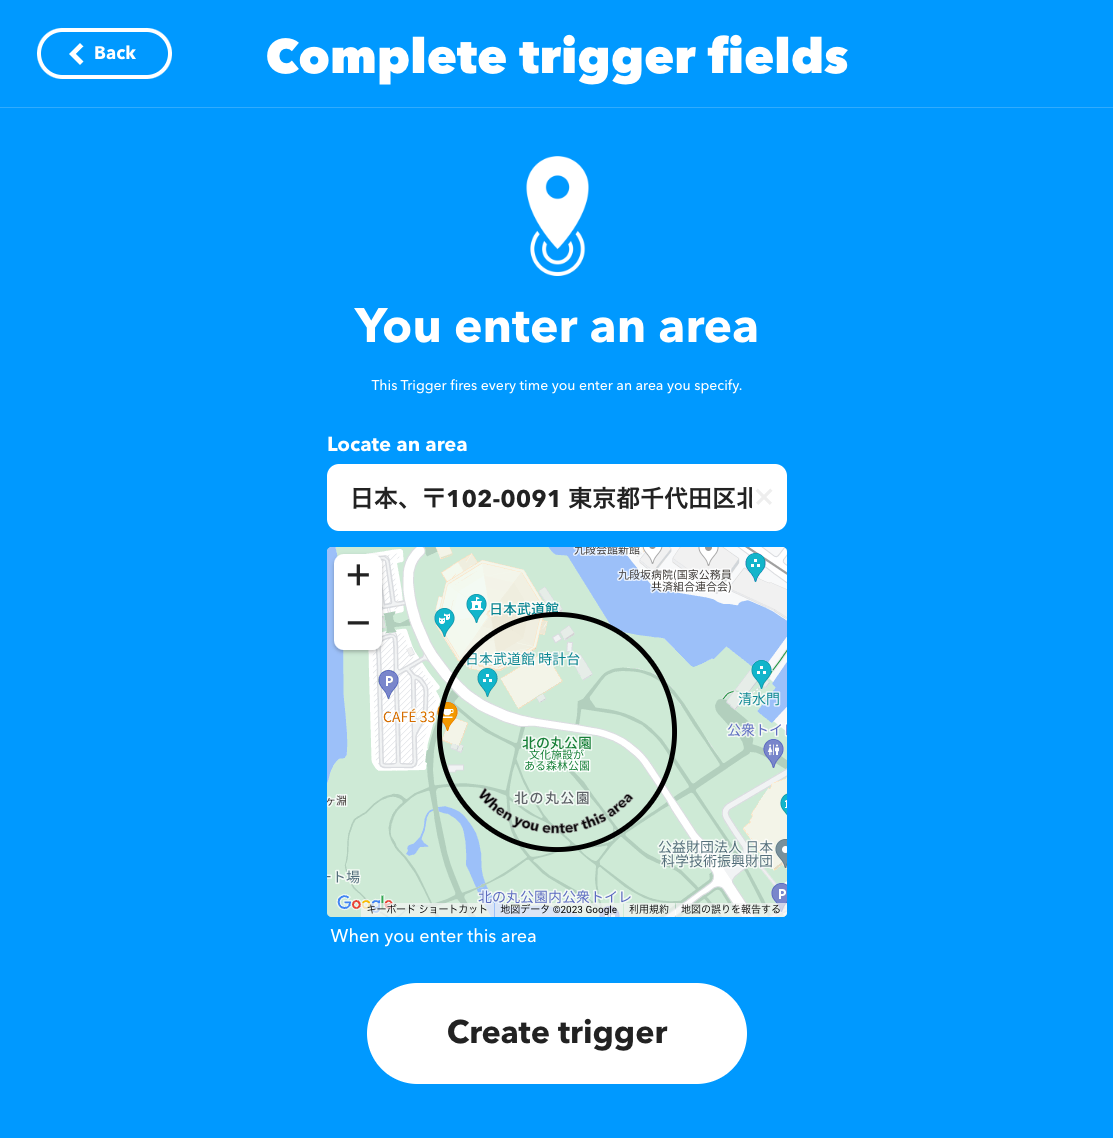 Back
Complete trigger fields
You enter an area
This Trigger fires every time you enter an area you specify.
Locate an area
日本、〒102-0091 東京都千代田区北
九段会館新館
九段坂病院(国家公務員
共済組合連合会)
日本武道館
日本武道館 時計台
清水門
P
CAFÉ 33
公衆トイレ
北の丸公園
文化施設が
ある森林公園
北の丸公園
ヶ淵
When you enter this area
公益財団法人 日本
科学技術振興財団
ート場
P
北の丸公園内公衆トイレ
Google
キーボード ショートカット
地図データ ©2023 Google
利用規約
地図の誤りを報告する
When you enter this area
Create trigger